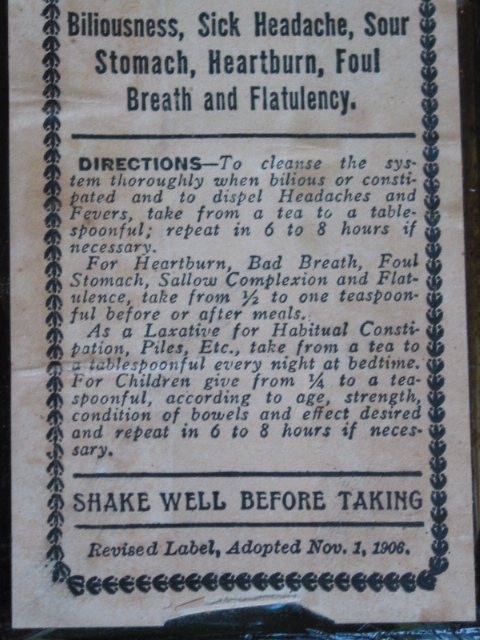 Biliousness, Sick Headache, Sour
Stomach, Heartburn, Foul
Breath and Flatulency.
DIRECTIONS—To cleanse the sys-
tem thoroughly when bilious or consti-
pated and to dispel Headaches and
Fevers, take from a tea to a table-
spoonful; repeat in 6 to 8 hours if
necessary.
For Heartburn, Bad Breath, Foul
Stomach, Sallow Complexion and Flat-
ulence, take from ½ to one teaspoon-
ful before or after meals.
As a Laxative for Habitual Consti-
pation, Piles, Etc., take from a tea to
a tablespoonful every night at bedtime.
For Children give from ¼ to a tea-
spoonful, according to age, strength,
condition of bowels and effect desired
and repeat in 6 to 8 hours if neces-
sary.
SHAKE WELL BEFORE TAKING
Revised Label, Adopted Nov. 1, 1906.